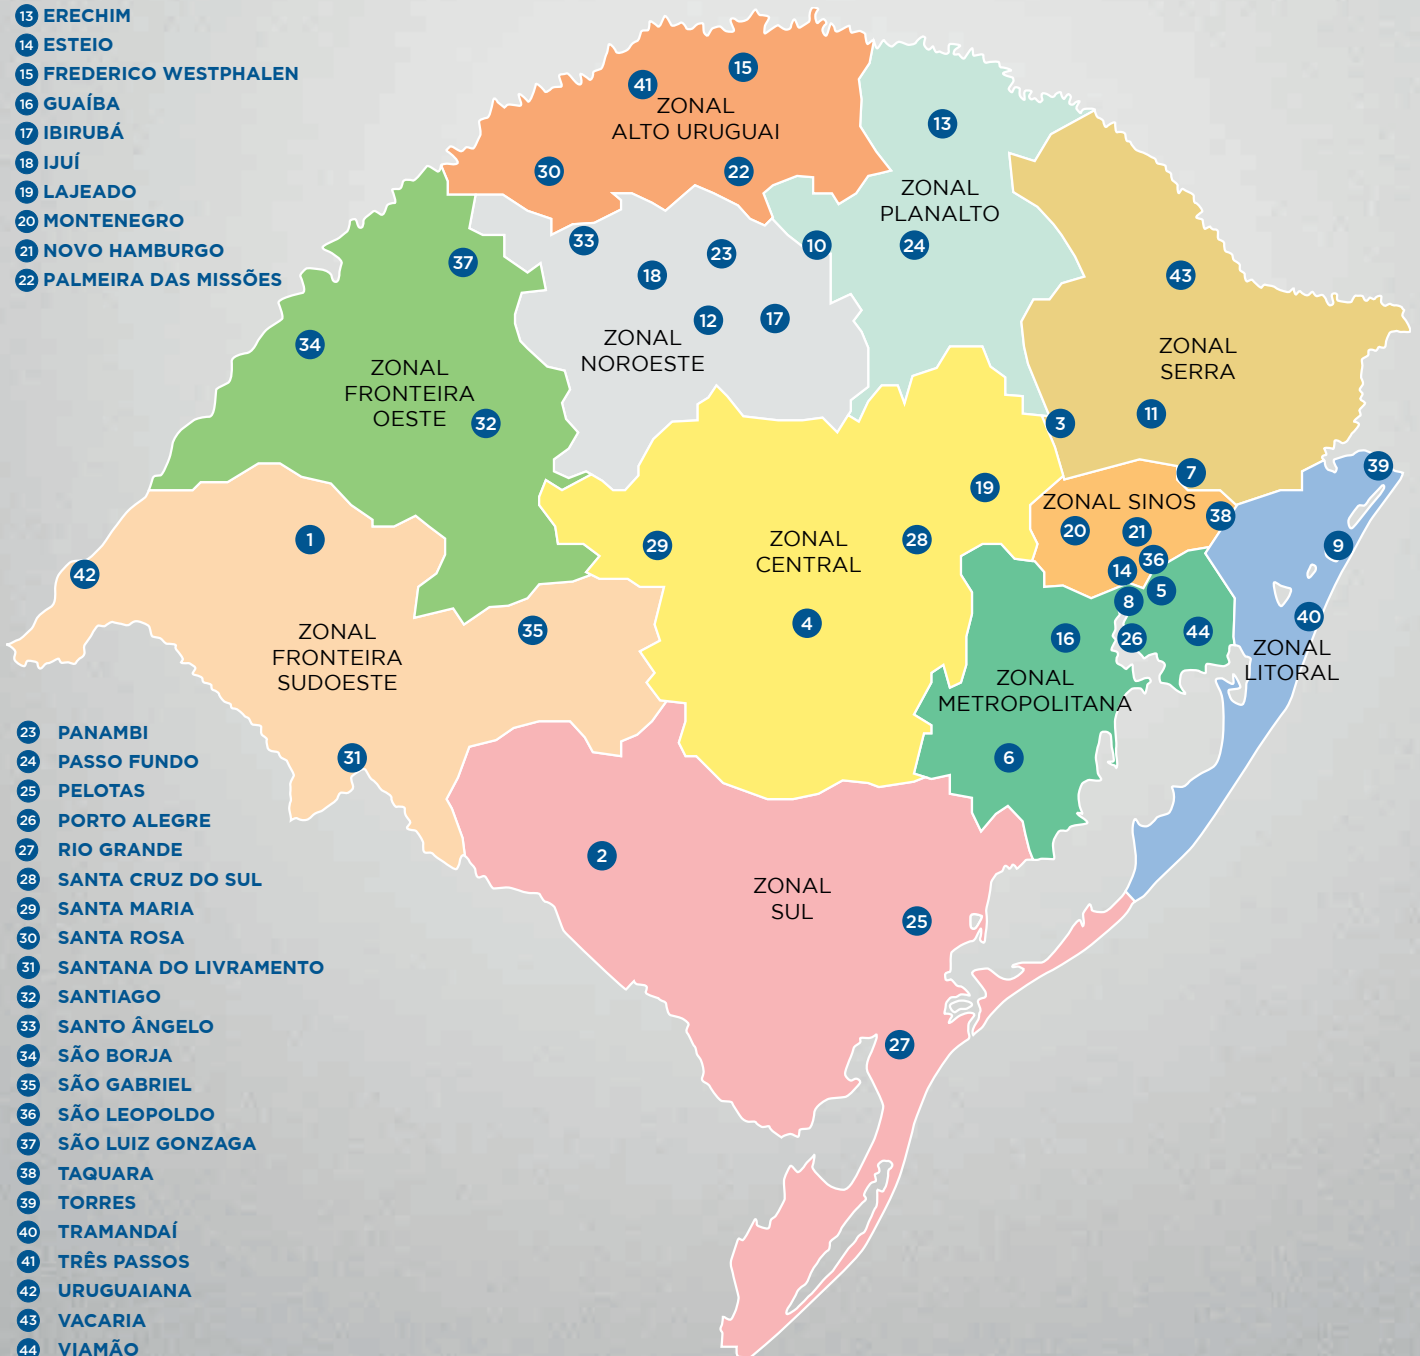 13 ERECHIM
14 ESTEIO
15 FREDERICO WESTPHALEN
16 GUAÍBA
17 IBIRUBÁ
18 IJUÍ
19 LAJEADO
20 MONTENEGRO
21 NOVO HAMBURGO
22 PALMEIRA DAS MISSÕES
41
15
ZONAL
ALTO URUGUAI
30
22
13
ZONAL
PLANALTO
10
24
33
23
18
12
17
ZONAL
NOROESTE
37
34
ZONAL
FRONTEIRA
OESTE
32
43
ZONAL
SERRA
3
11
7
39
19
ZONAL SINOS
20
21
38
36
14
9
29
ZONAL
CENTRAL
28
4
1
42
35
ZONAL
FRONTEIRA
SUDOESTE
31
5
8
16
26
44
ZONAL
METROPOLITANA
6
40
ZONAL
LITORAL
2
ZONAL
SUL
25
27
23 PANAMBI
24 PASSO FUNDO
25 PELOTAS
26 PORTO ALEGRE
27 RIO GRANDE
28 SANTA CRUZ DO SUL
29 SANTA MARIA
30 SANTA ROSA
31 SANTANA DO LIVRAMENTO
32 SANTIAGO
33 SANTO ÂNGELO
34 SÃO BORJA
35 SÃO GABRIEL
36 SÃO LEOPOLDO
37 SÃO LUIZ GONZAGA
38 TAQUARA
39 TORRES
40 TRAMANDAÍ
41 TRÊS PASSOS
42 URUGUAIANA
43 VACARIA
44 VIAMÃO